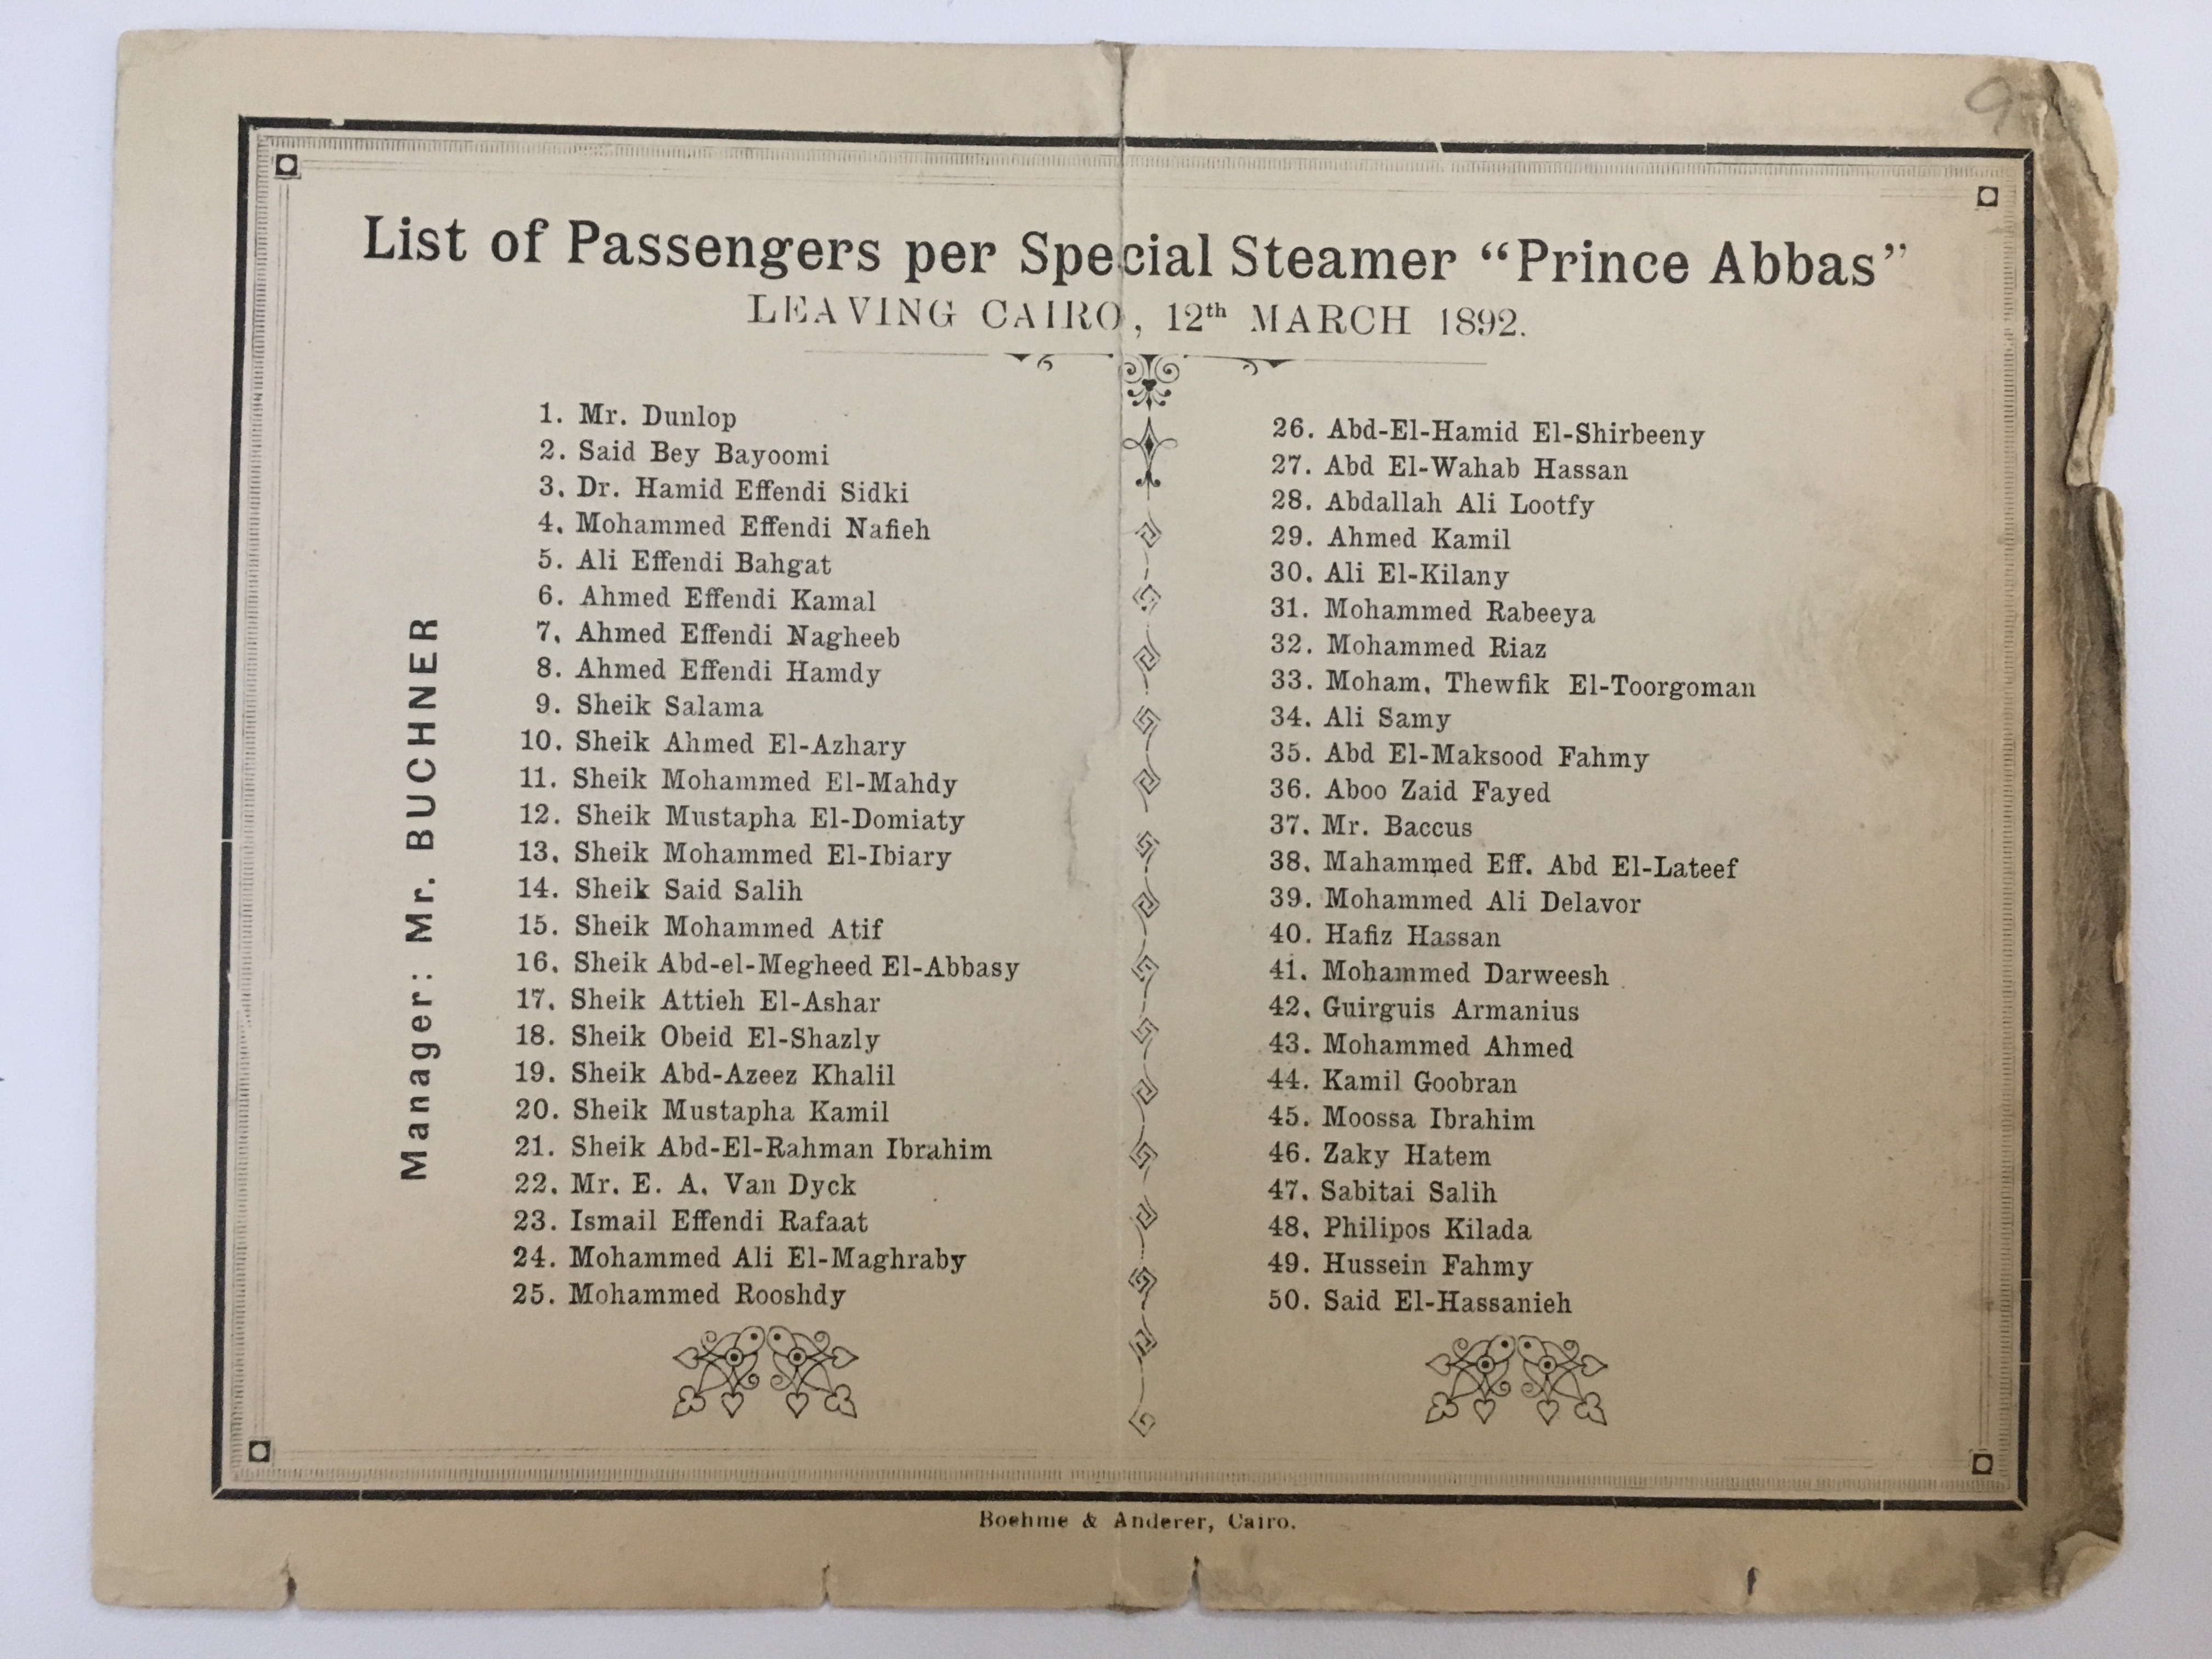 List of Passengers per Special Steamer “Prince Abbas”
LEAVING CAIRO, 12th MARCH 1892.
Manager: Mr. BUCHNER
1. Mr. Dunlop
2. Said Bey Bayoomi
3. Dr. Hamid Effendi Sidki
4. Mohammed Effendi Nafieh
5. Ali Effendi Bahgat
6. Ahmed Effendi Kamal
7. Ahmed Effendi Nagheeb
8. Ahmed Effendi Hamdy
9. Sheik Salama
10. Sheik Ahmed El-Azhary
11. Sheik Mohammed El-Mahdy
12. Sheik Mustapha El-Domiaty
13. Sheik Mohammed El-Ibiary
14. Sheik Said Salih
15. Sheik Mohammed Atif
16. Sheik Abd-el-Megheed El-Abbasy
17. Sheik Attieh El-Ashar
18. Sheik Obeid El-Shazly
19. Sheik Abd-Azeez Khalil
20. Sheik Mustapha Kamil
21. Sheik Abd-El-Rahman Ibrahim
22. Mr. E. A. Van Dyck
23. Ismail Effendi Rafaat
24. Mohammed Ali El-Maghraby
25. Mohammed Rooshdy
26. Abd-El-Hamid El-Shirbeeny
27. Abd El-Wahab Hassan
28. Abdallah Ali Lootfy
29. Ahmed Kamil
30. Ali El-Kilany
31. Mohammed Rabeeya
32. Mohammed Riaz
33. Moham. Thewfik El-Toorgoman
34. Ali Samy
35. Abd El-Maksood Fahmy
36. Aboo Zaid Fayed
37. Mr. Baccus
38. Mahammed Eff. Abd El-Lateef
39. Mohammed Ali Delavor
40. Hafiz Hassan
41. Mohammed Darweesh
42. Guirguis Armanius
43. Mohammed Ahmed
44. Kamil Goobran
45. Moossa Ibrahim
46. Zaky Hatem
47. Sabitai Salih
48. Philipos Kilada
49. Hussein Fahmy
50. Said El-Hassanieh
Boehme & Anderer, Cairo.